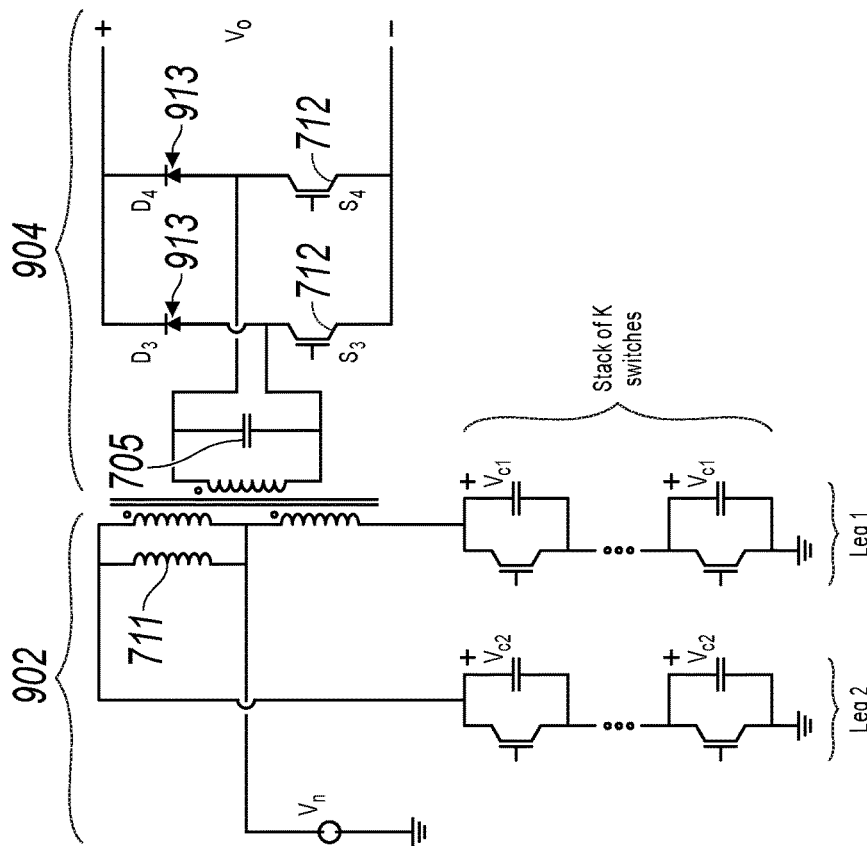 902
904
711
705
D3
913
D4
913
+
Vo
−
712
S3
712
S4
Vn
+
Vc2
+
Vc2
+
Vc1
+
Vc1
Stack of K
switches
Leg 2
Leg 1